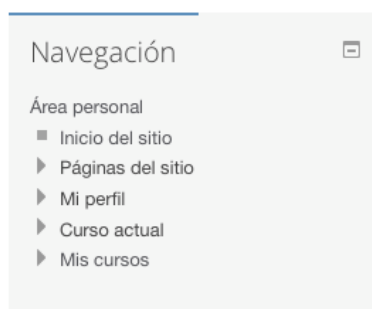 Navegación
Área personal
Inicio del sitio
Páginas del sitio
Mi perfil
Curso actual
Mis cursos